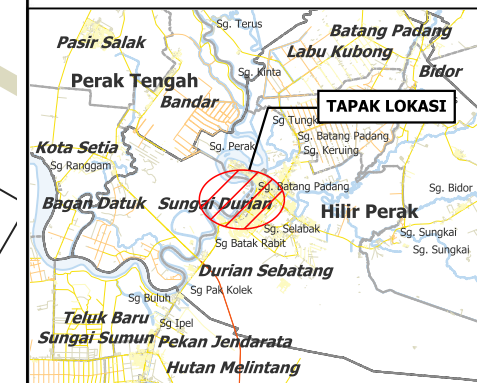 Sg. Terus
Batang Padang
Pasir Salak
Labu Kubong
Sg. Kinta
Bidor
Perak Tengah
Bandar
TAPAK LOKASI
Sg Tungk
Sg. Batang Padang
Kota Setia
Sg. Perak
Sg. Keruing
Sg Ranggam
Sg. Batang Padang
Sg. Bidor
Bagan Datuk
Sungai Durian
Hilir Perak
Sg. Selabak
Sg. Sungkai
Sg Batak Rabit
Sg. Sungkai
Durian Sebatang
Sg Pak Kolek
Sg Buluh
Teluk Baru
Sg Ipel
Sungai Sumun
Pekan Jendarata
Hutan Melintang